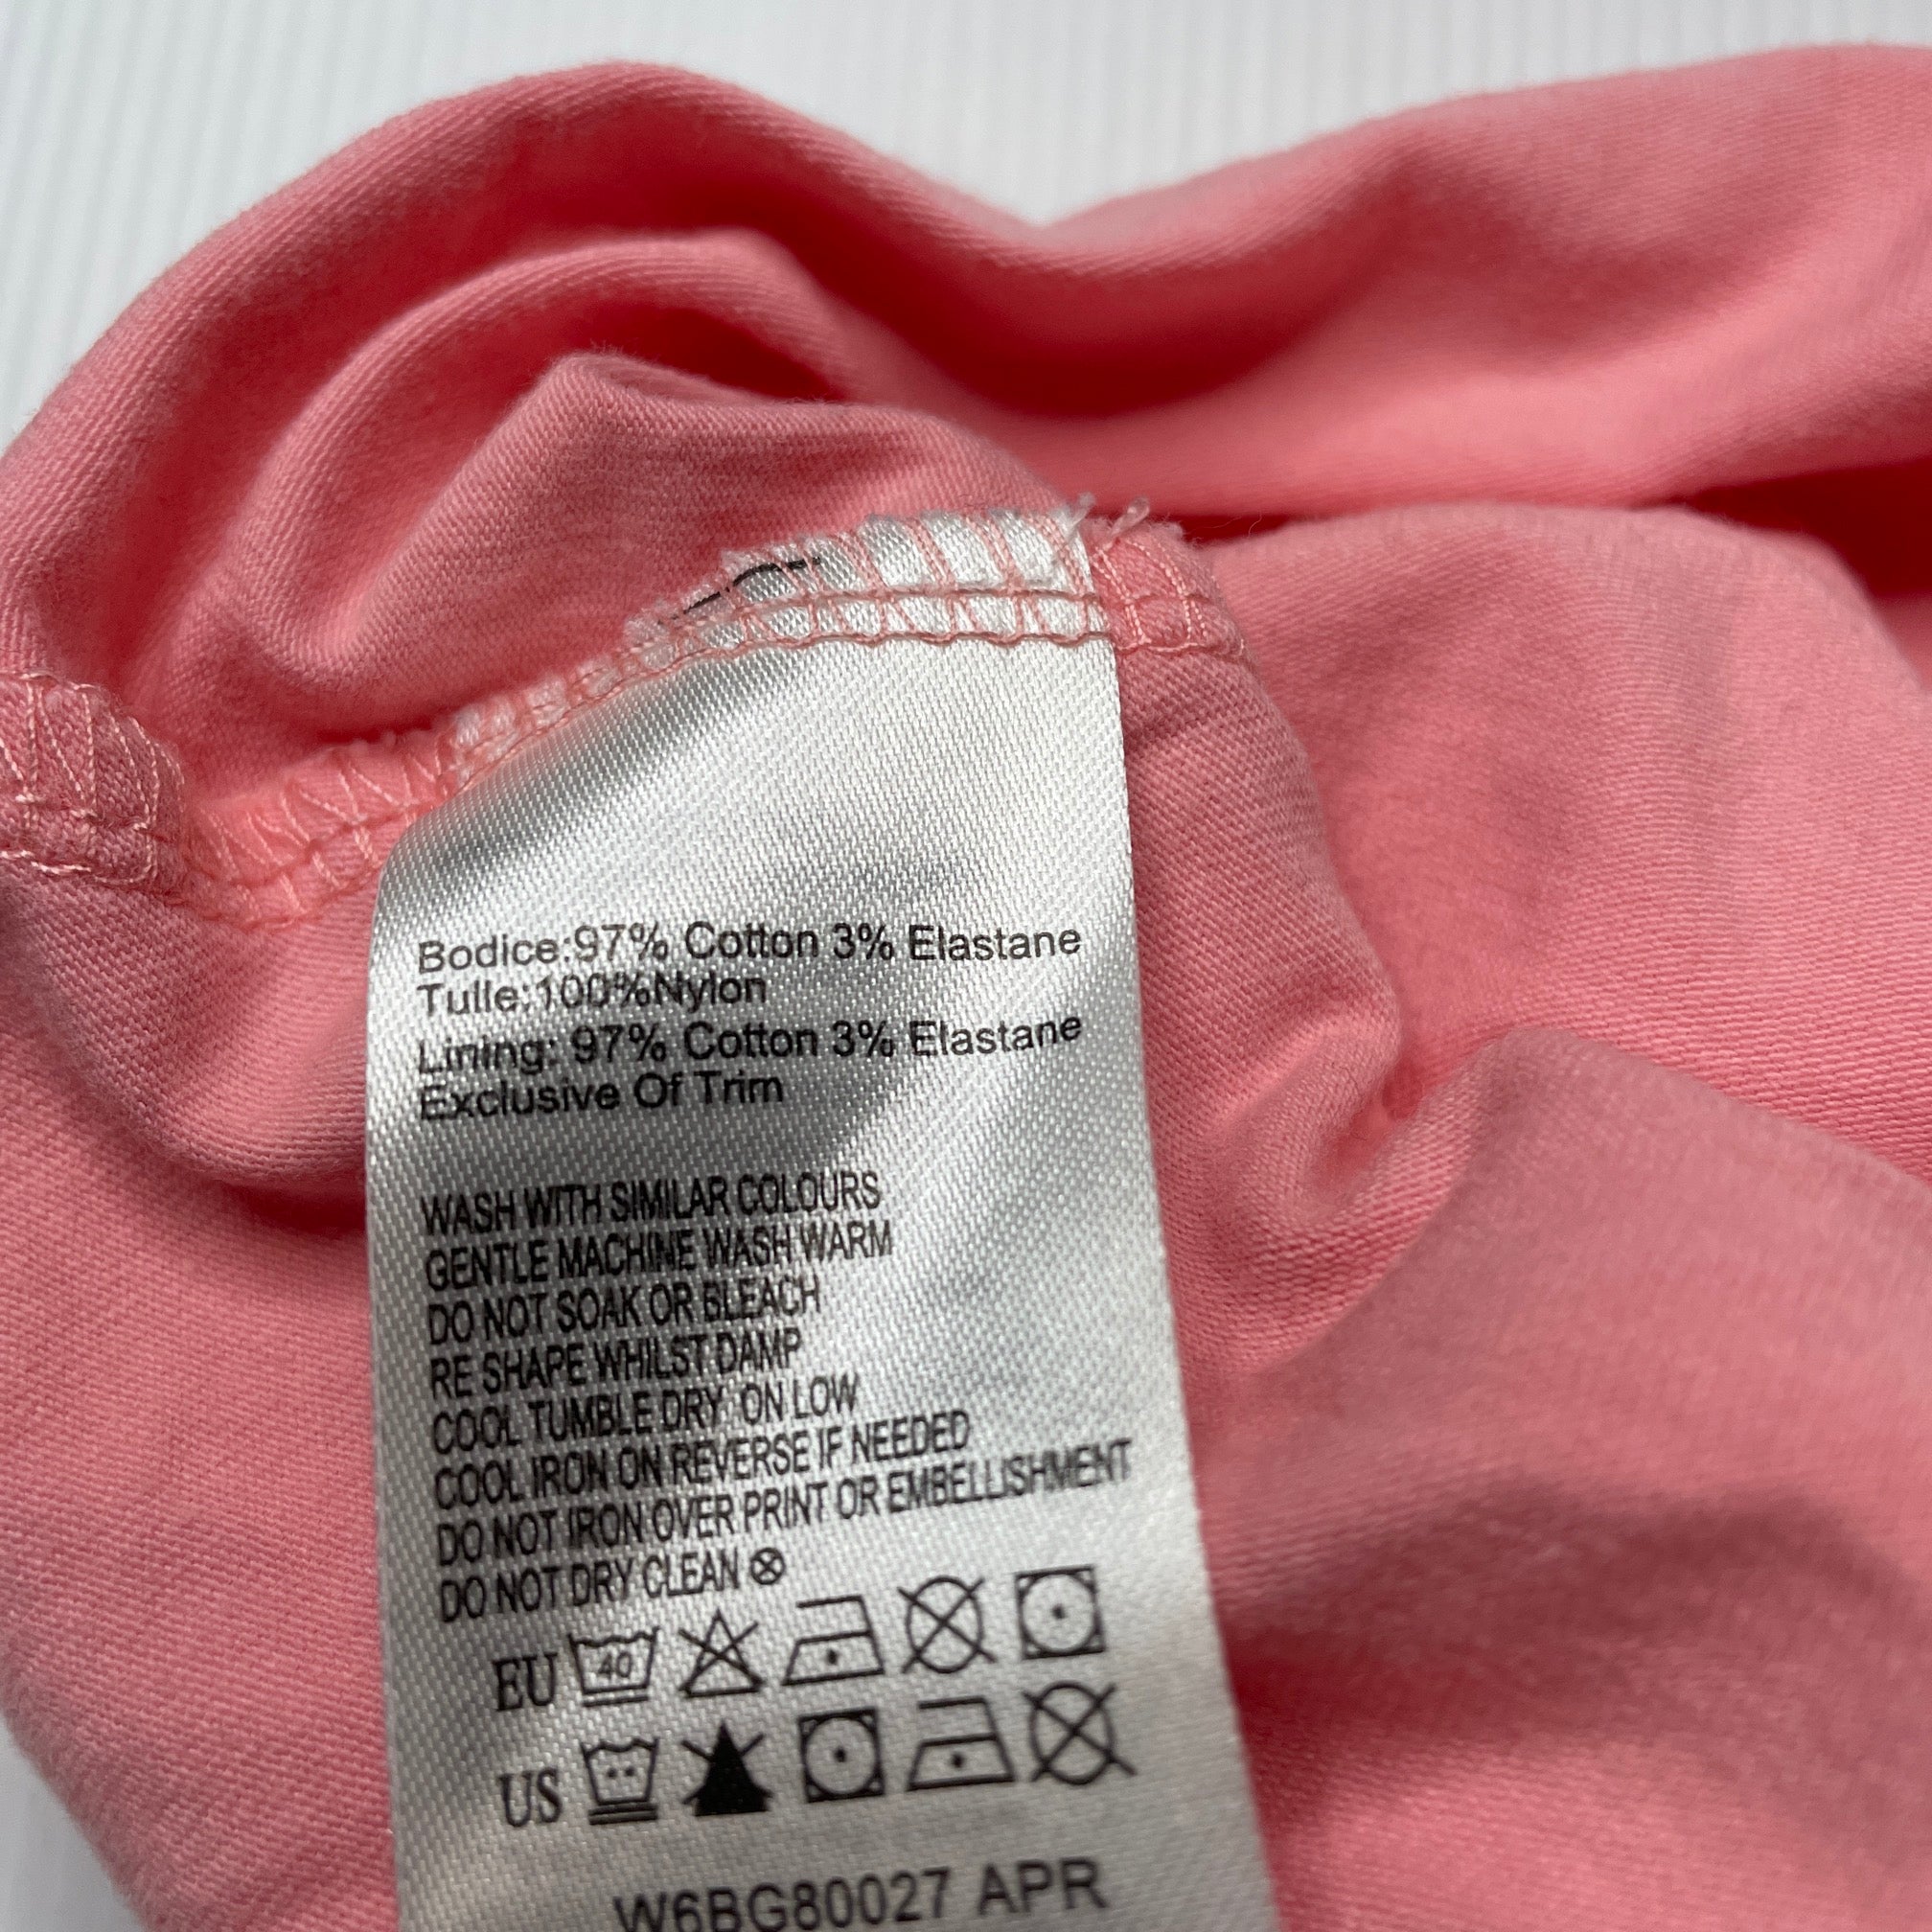 Bodice:97% Cotton 3% Elastane
Tulle:100%Nylon
Lining: 97% Cotton 3% Elastane
Exclusive Of Trim
WASH WITH SIMILAR COLOURS
GENTLE MACHINE WASH WARM
DO NOT SOAK OR BLEACH
RE SHAPE WHILST DAMP
COOL TUMBLE DRY ON LOW
COOL IRON ON REVERSE IF NEEDED
DO NOT IRON OVER PRINT OR EMBELLISHMENT
DO NOT DRY CLEAN
EU 40
US
W6BG80027 APR